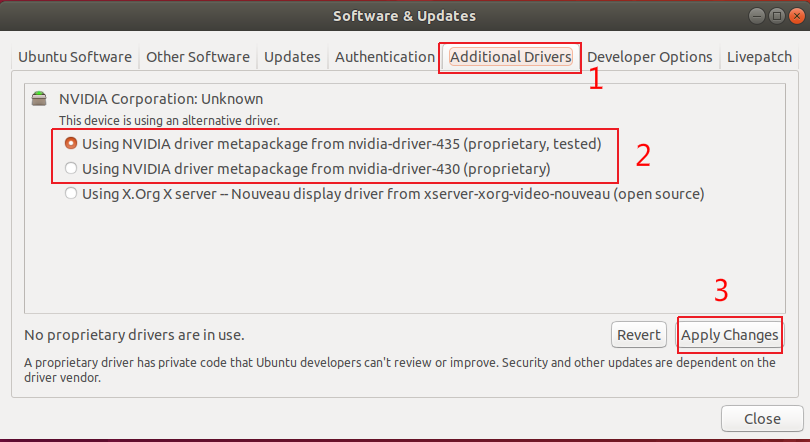 Software & Updates
Ubuntu Software Other Software Updates Authentication Additional Drivers Developer Options Livepatch
1
NVIDIA Corporation: Unknown
This device is using an alternative driver.
Using NVIDIA driver metapackage from nvidia-driver-435 (proprietary, tested)
2
Using NVIDIA driver metapackage from nvidia-driver-430 (proprietary)
Using X.Org X server -- Nouveau display driver from xserver-xorg-video-nouveau (open source)
3
No proprietary drivers are in use. Revert Apply Changes
A proprietary driver has private code that Ubuntu developers can't review or improve. Security and other updates are dependent on the
driver vendor.
Close